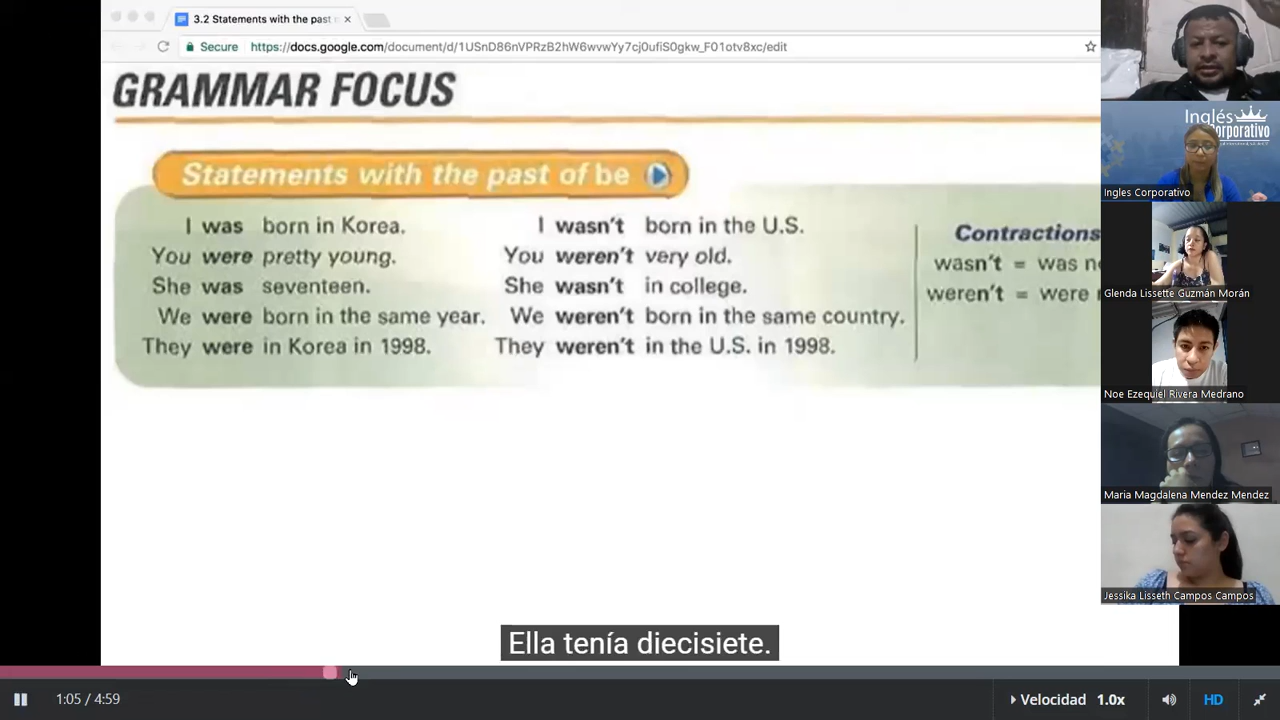 3.2 Statements with the past
Secure https://docs.google.com/document/d/1USnD86nVPRzB2hW6wvwYy7cj0ufiS0gkw_F01otv8xc/edit
GRAMMAR FOCUS
Statements with the past of be
I was born in Korea.
You were pretty young.
She was seventeen.
We were born in the same year.
They were in Korea in 1998.
I wasn't born in the U.S.
You weren't very old.
She wasn't in college.
We weren't born in the same country.
They weren't in the U.S. in 1998.
Contractions
wasn't = was
weren't = were
Inglés
Corporativo
Ingles Corporativo
Glenda Lissette Guzmán Morán
Noe Ezequiel Rivera Medrano
Maria Magdalena Mendez Mendez
Jessika Lisseth Campos Campos
Ella tenía diecisiete.
1:05 / 4:59
Velocidad 1.0x
HD